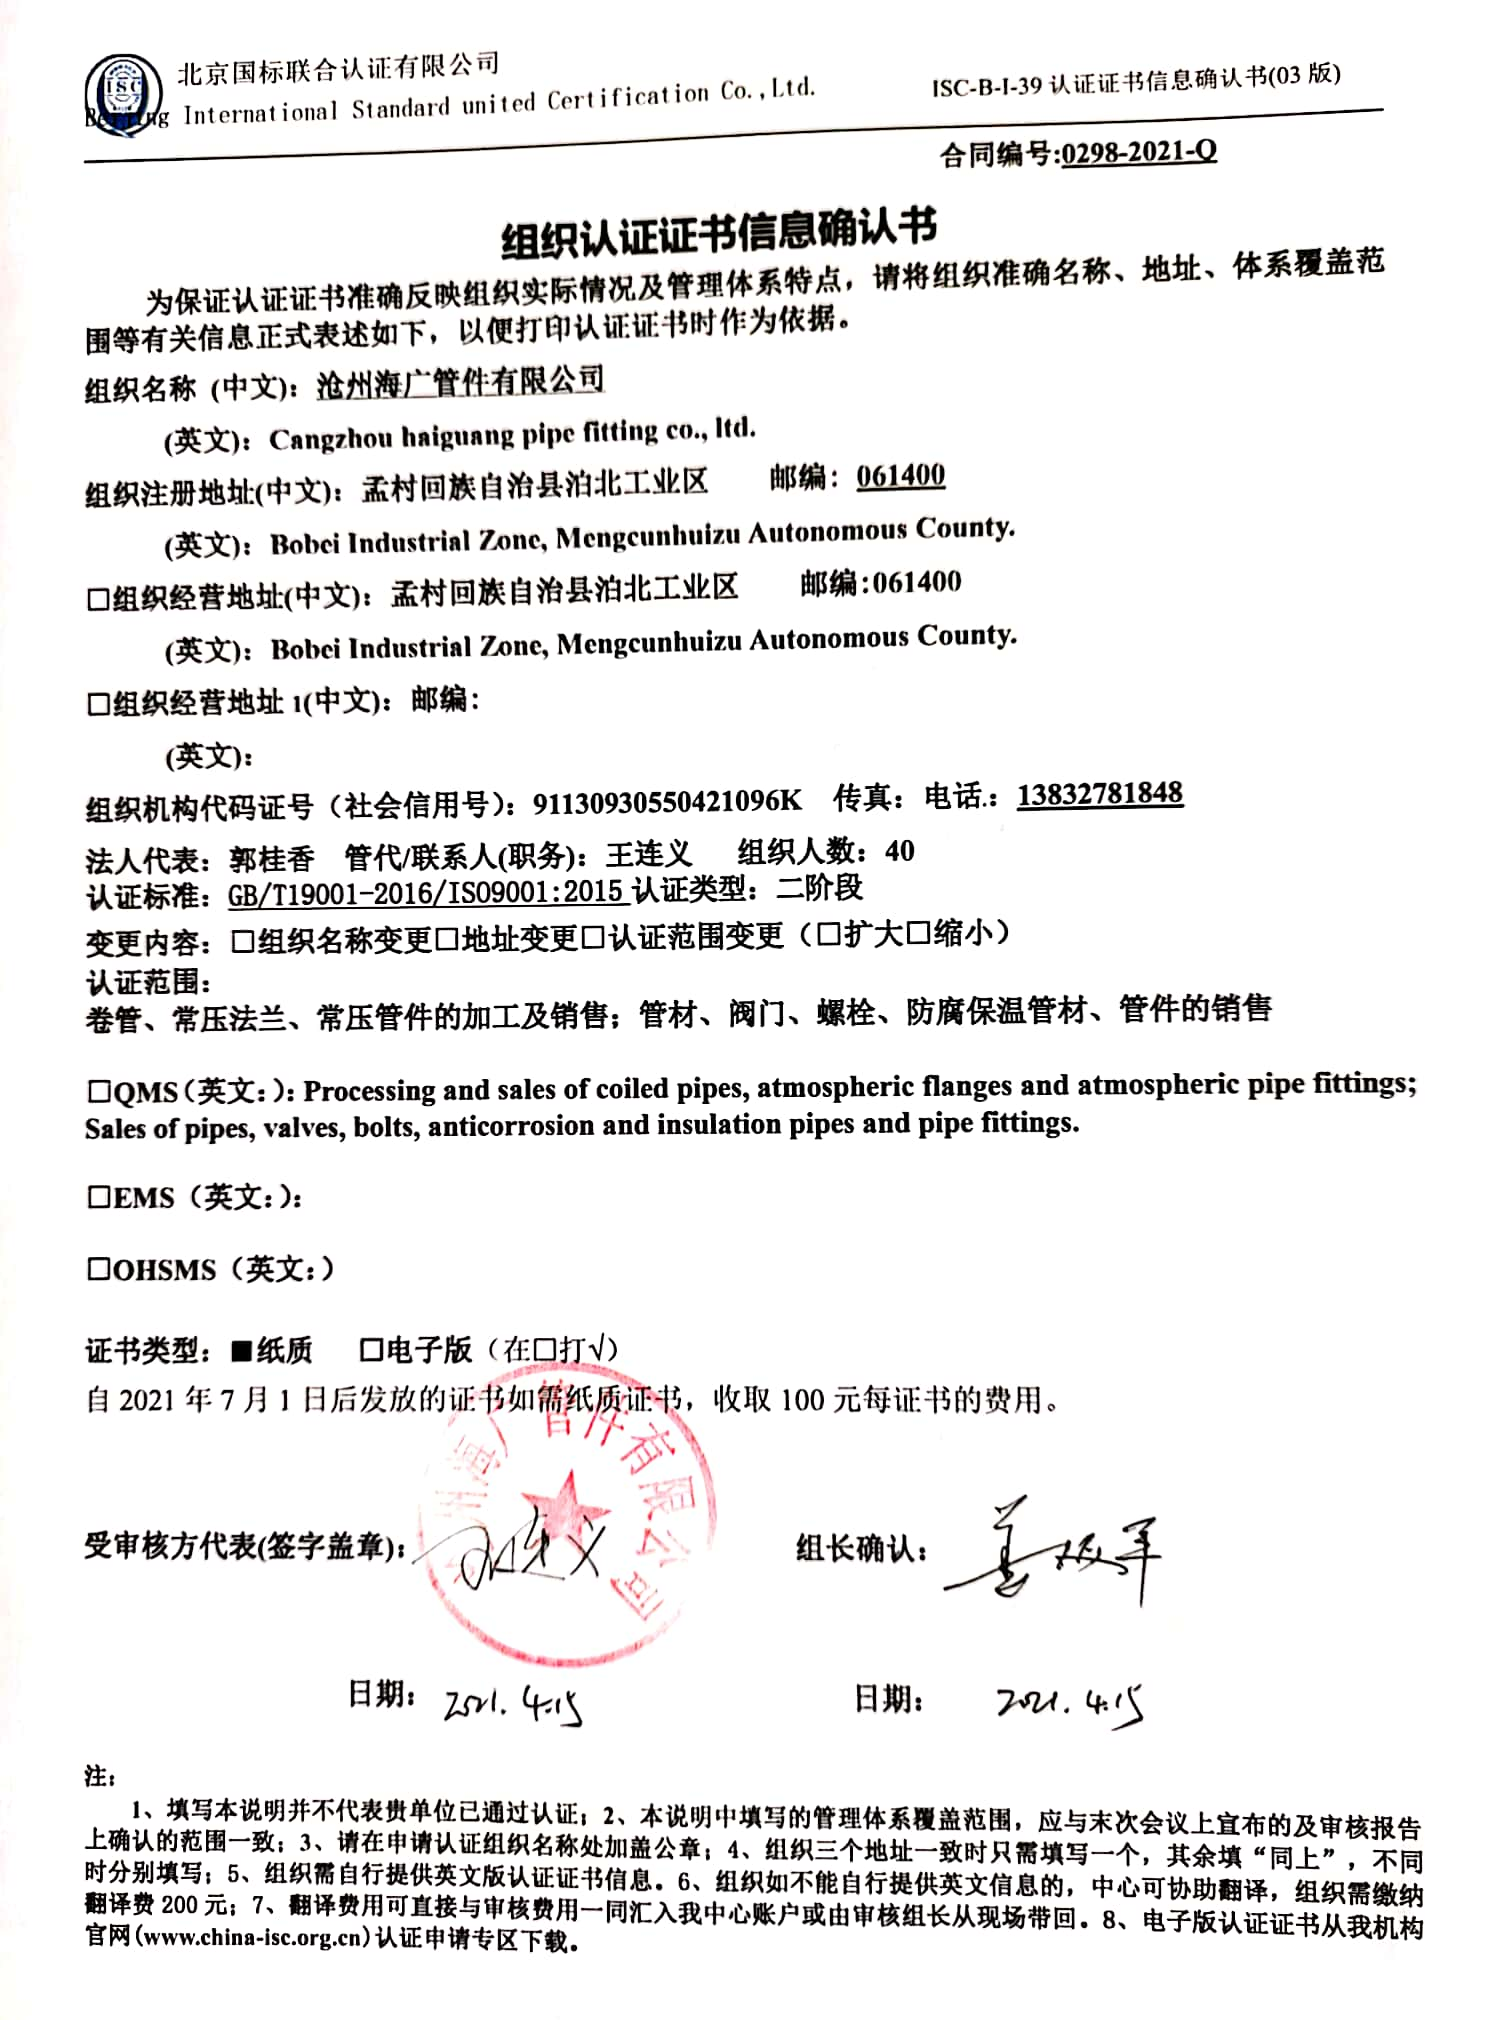 北京国标联合认证有限公司
Beijing International Standard united Certification Co.,Ltd.
ISC-B-I-39 认证证书信息确认书(03 版)
合同编号:0298-2021-Q
组织认证证书信息确认书
为保证认证证书准确反映组织实际情况及管理体系特点，请将组织准确名称、地址、体系覆盖范
围等有关信息正式表述如下，以便打印认证证书时作为依据。
组织名称 (中文)：沧州海广管件有限公司
(英文)：Cangzhou haiguang pipe fitting co., ltd.
组织注册地址(中文)：孟村回族自治县泊北工业区 邮编：061400
(英文)：Bobei Industrial Zone, Mengcunhuizu Autonomous County.
□组织经营地址(中文)：孟村回族自治县泊北工业区 邮编:061400
(英文)：Bobei Industrial Zone, Mengcunhuizu Autonomous County.
□组织经营地址 1(中文)：邮编：
(英文)：
组织机构代码证号（社会信用号）：91130930550421096K 传真： 电话.：13832781848
法人代表：郭桂香 管代/联系人(职务)：王连义 组织人数：40
认证标准：GB/T19001-2016/ISO9001:2015 认证类型：二阶段
变更内容：□组织名称变更□地址变更□认证范围变更（□扩大□缩小）
认证范围：
卷管、常压法兰、常压管件的加工及销售；管材、阀门、螺栓、防腐保温管材、管件的销售
□QMS（英文：）：Processing and sales of coiled pipes, atmospheric flanges and atmospheric pipe fittings;
Sales of pipes, valves, bolts, anticorrosion and insulation pipes and pipe fittings.
□EMS（英文：）：
□OHSMS（英文：）
证书类型：■纸质 □电子版（在□打√）
自 2021 年 7 月 1 日后发放的证书如需纸质证书，收取 100 元每证书的费用。
州海广管件有限公司
受审核方代表(签字盖章)：王连义
组长确认：
日期：2021.4.15
日期：2021.4.15
注：
1、填写本说明并不代表贵单位已通过认证；2、本说明中填写的管理体系覆盖范围，应与末次会议上宣布的及审核报告
上确认的范围一致；3、请在申请认证组织名称处加盖公章；4、组织三个地址一致时只需填写一个，其余填“同上”，不同
时分别填写；5、组织需自行提供英文版认证证书信息。6、组织如不能自行提供英文信息的，中心可协助翻译，组织需缴纳
翻译费 200 元；7、翻译费用可直接与审核费用一同汇入我中心账户或由审核组长从现场带回。8、电子版认证证书从我机构
官网(www.china-isc.org.cn)认证申请专区下载。